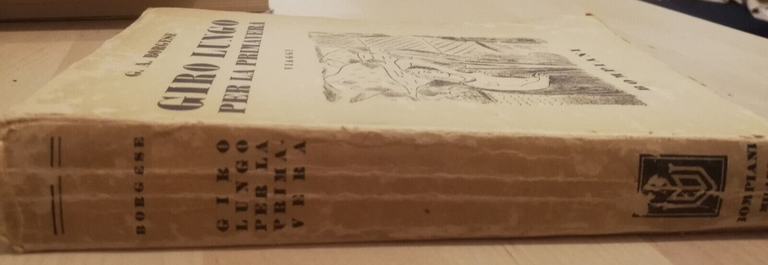 G. A. BORGESE
GIRO LUNGO
PER LA PRIMAVERA
VIAGGI
BOMPIANI
BORGESE
GIRO
LUNGO
PER LA
PRIMA-
VERA
BOMPIANI